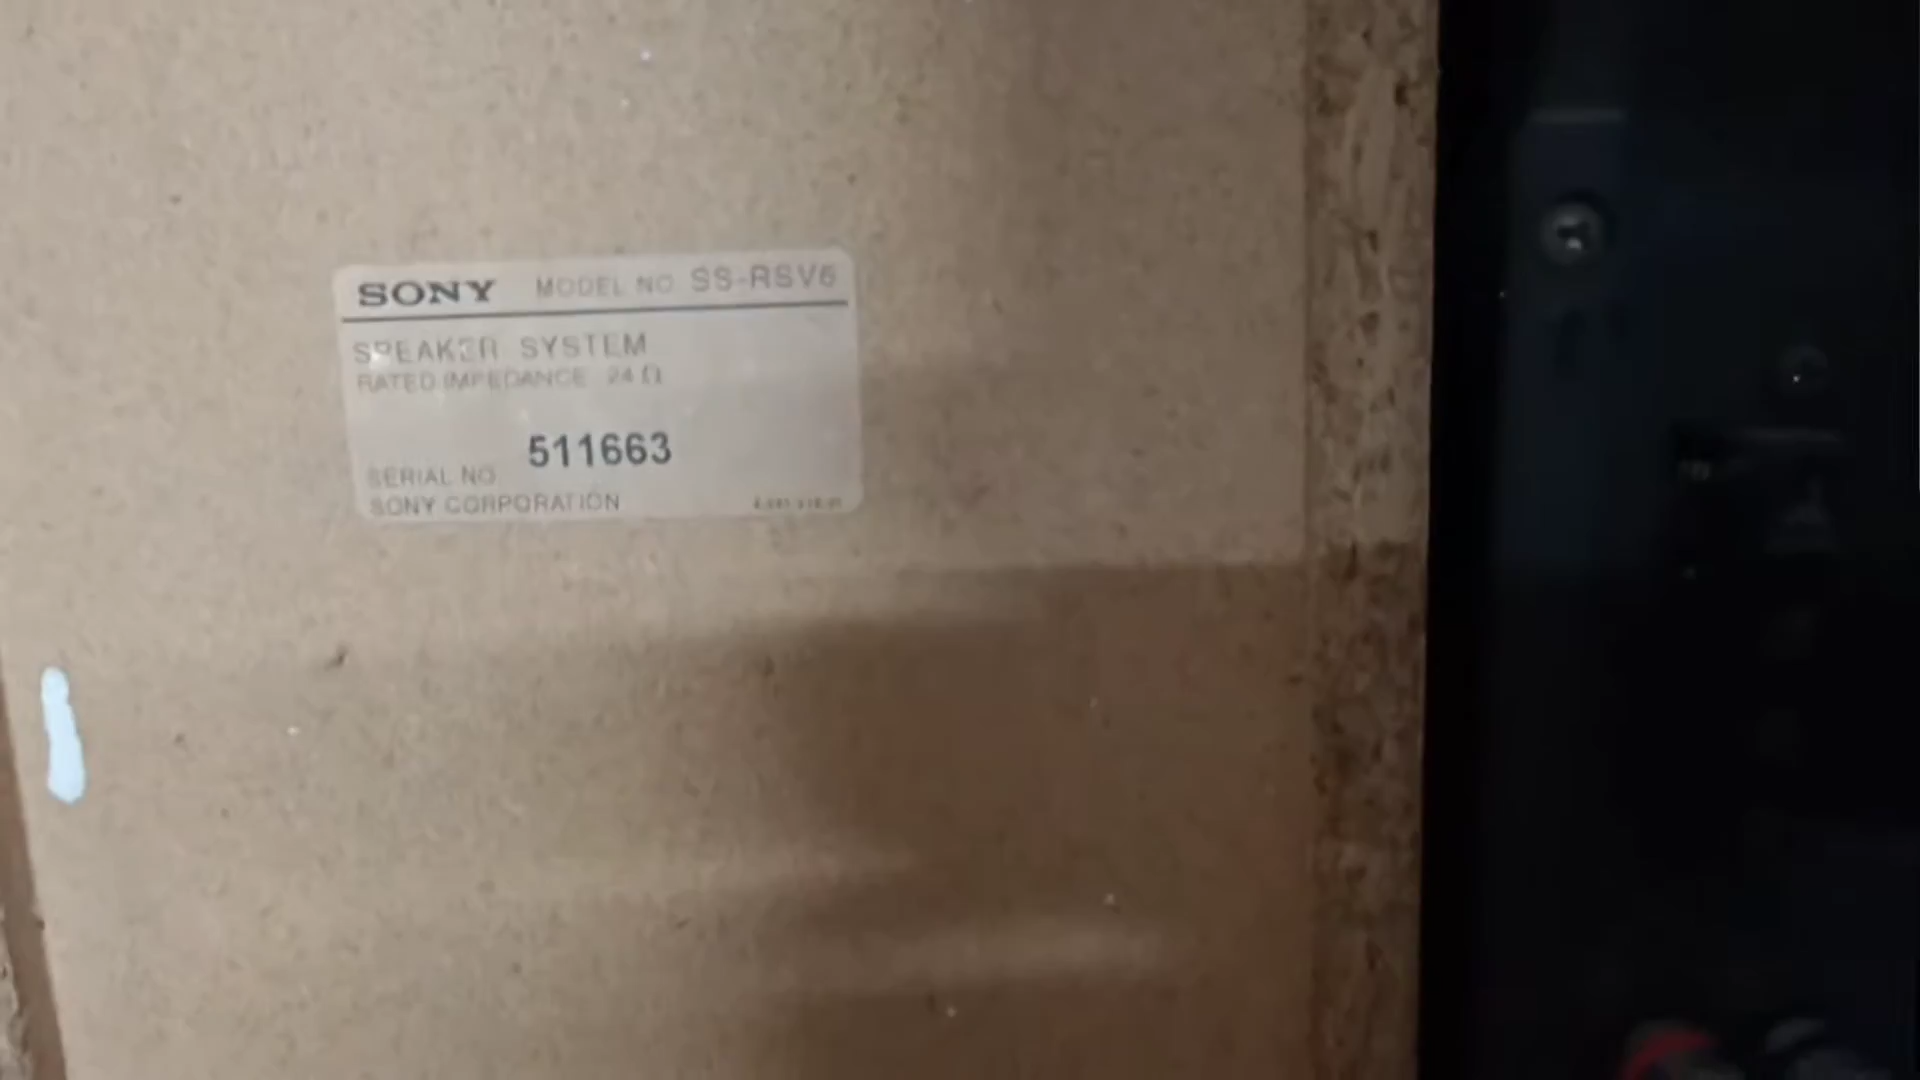 SONY MODEL NO. SS-RSV6
SPEAKER SYSTEM
RATED IMPEDANCE 24 Ω
511663
SERIAL NO.
SONY CORPORATION